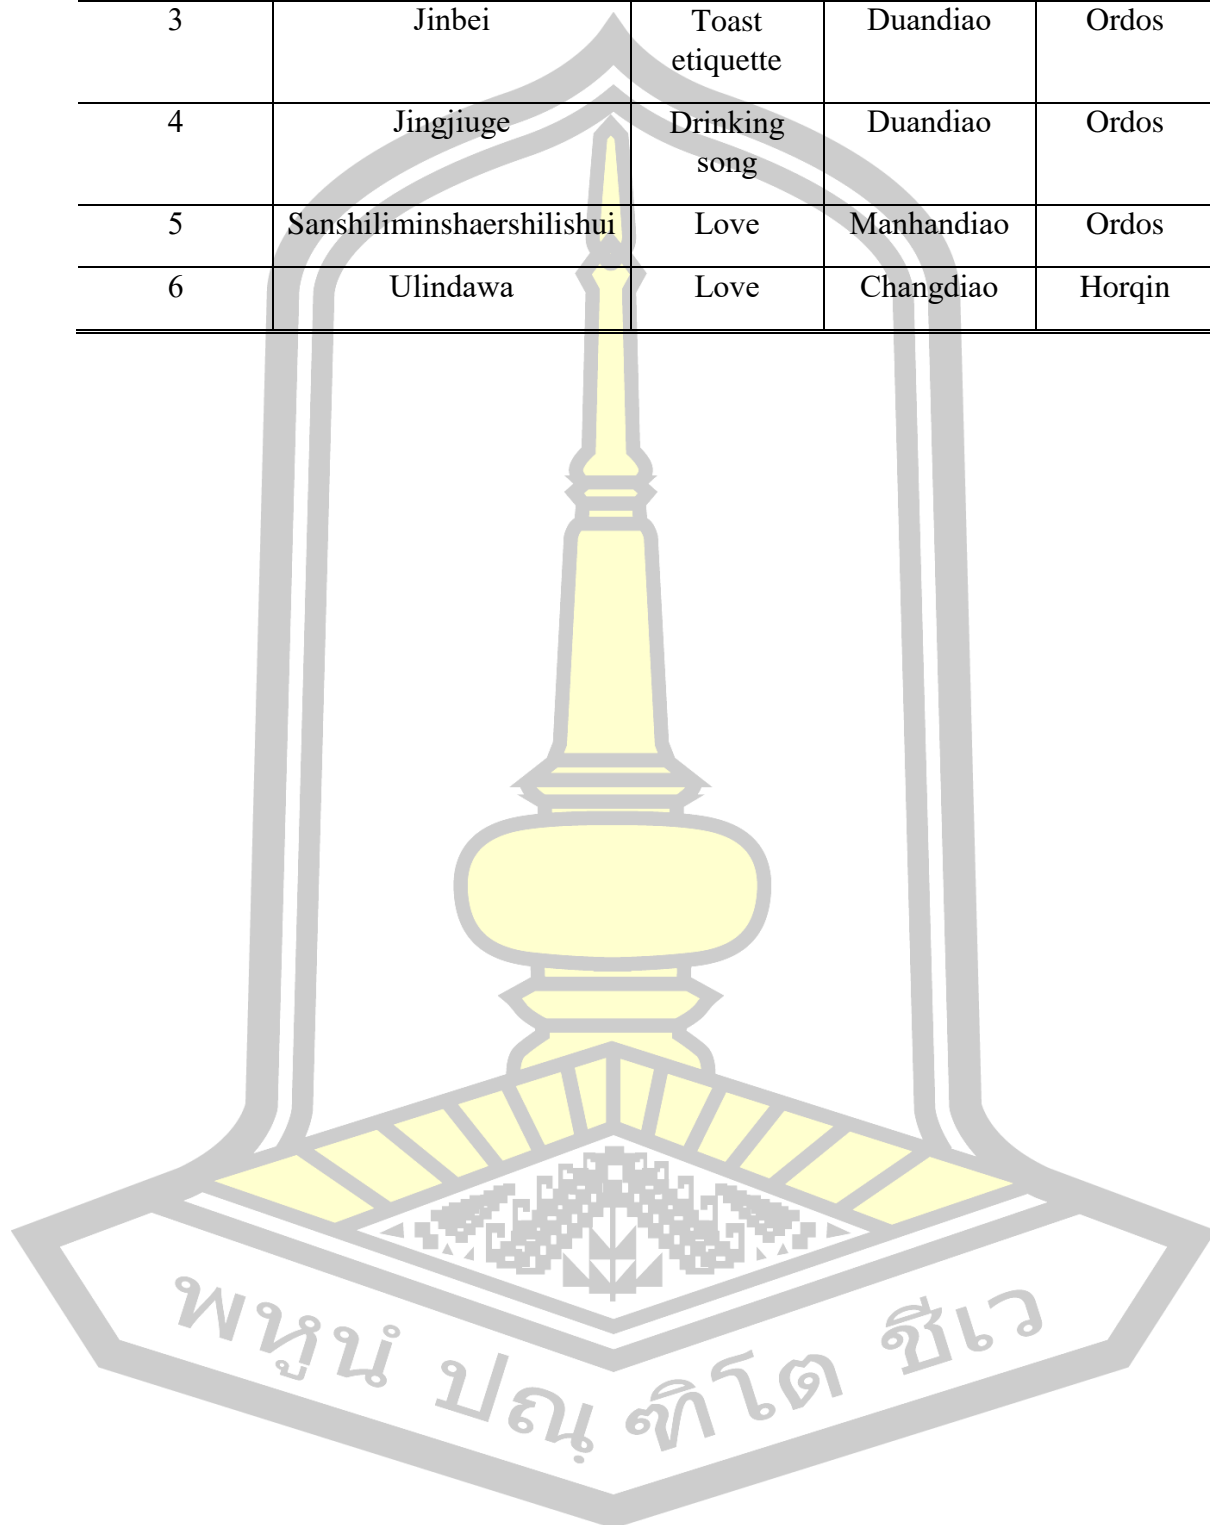 3 Jinbei Toast etiquette Duandiao Ordos
4 Jingjiuge Drinking song Duandiao Ordos
5 Sanshiliminshaershilishui Love Manhandiao Ordos
6 Ulindawa Love Changdiao Horqin
พหูนํ ปณฺฑิโต ชีเว